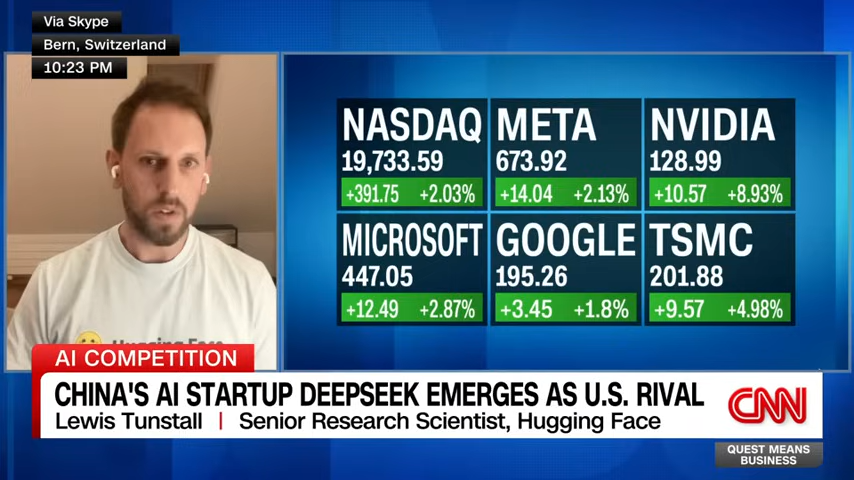 Via Skype
Bern, Switzerland
10:23 PM
NASDAQ
19,733.59
+391.75 +2.03%
META
673.92
+14.04 +2.13%
NVIDIA
128.99
+10.57 +8.93%
MICROSOFT
447.05
+12.49 +2.87%
GOOGLE
195.26
+3.45 +1.8%
TSMC
201.88
+9.57 +4.98%
Hugging Face
AI COMPETITION
CHINA'S AI STARTUP DEEPSEEK EMERGES AS U.S. RIVAL
Lewis Tunstall | Senior Research Scientist, Hugging Face
CNN
QUEST MEANS
BUSINESS